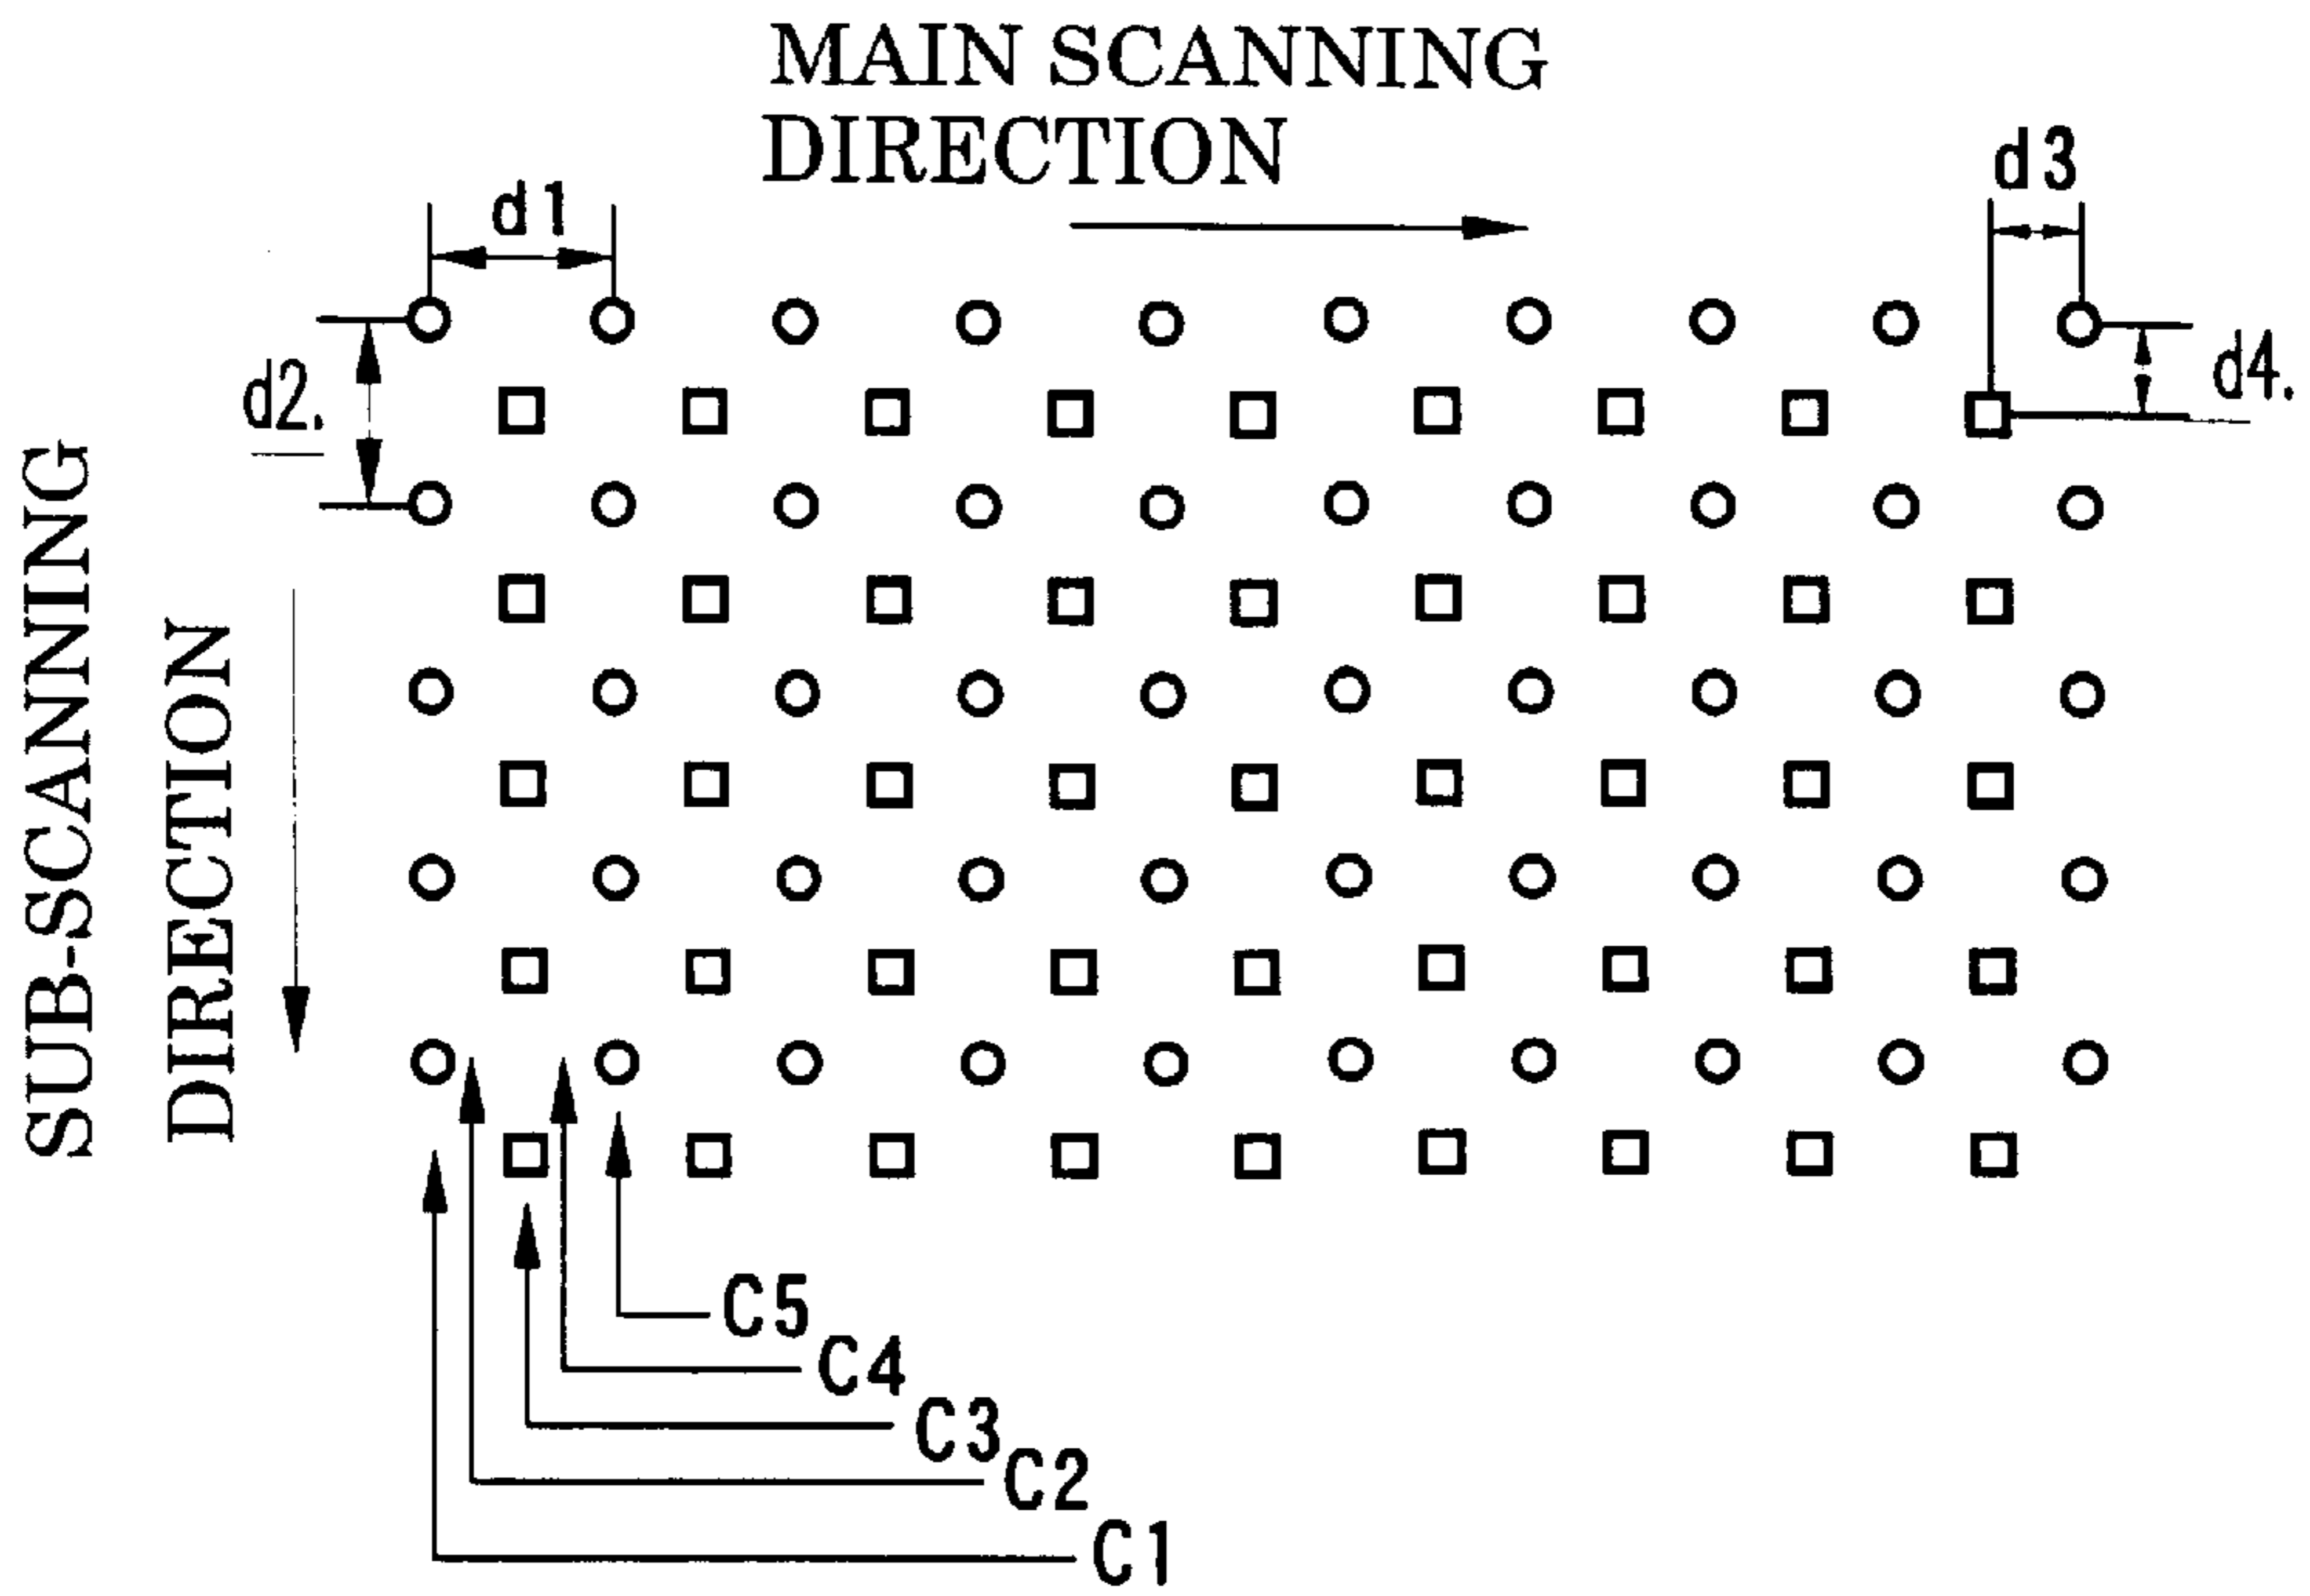 MAIN SCANNING
DIRECTION
d1
d3
d2.
d4.
SUB-SCANNING
DIRECTION
C5
C4
C3
C2
C1